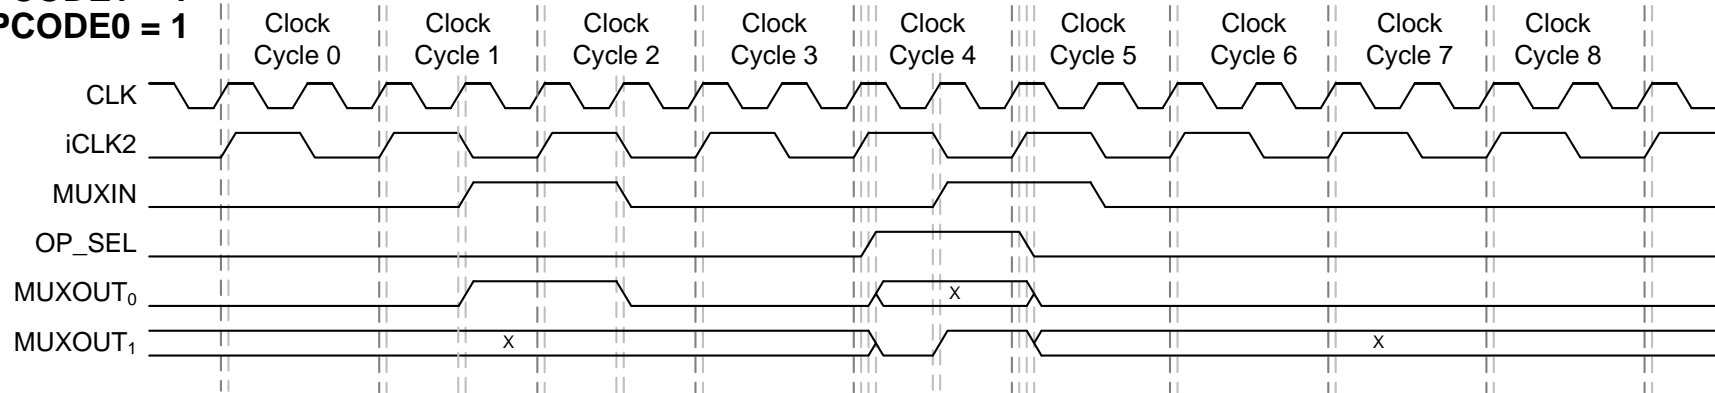 PCODE0 = 1
Clock Cycle 0
Clock Cycle 1
Clock Cycle 2
Clock Cycle 3
Clock Cycle 4
Clock Cycle 5
Clock Cycle 6
Clock Cycle 7
Clock Cycle 8
CLK
iCLK2
MUXIN
OP_SEL
MUXOUT0
X
MUXOUT1
X
X